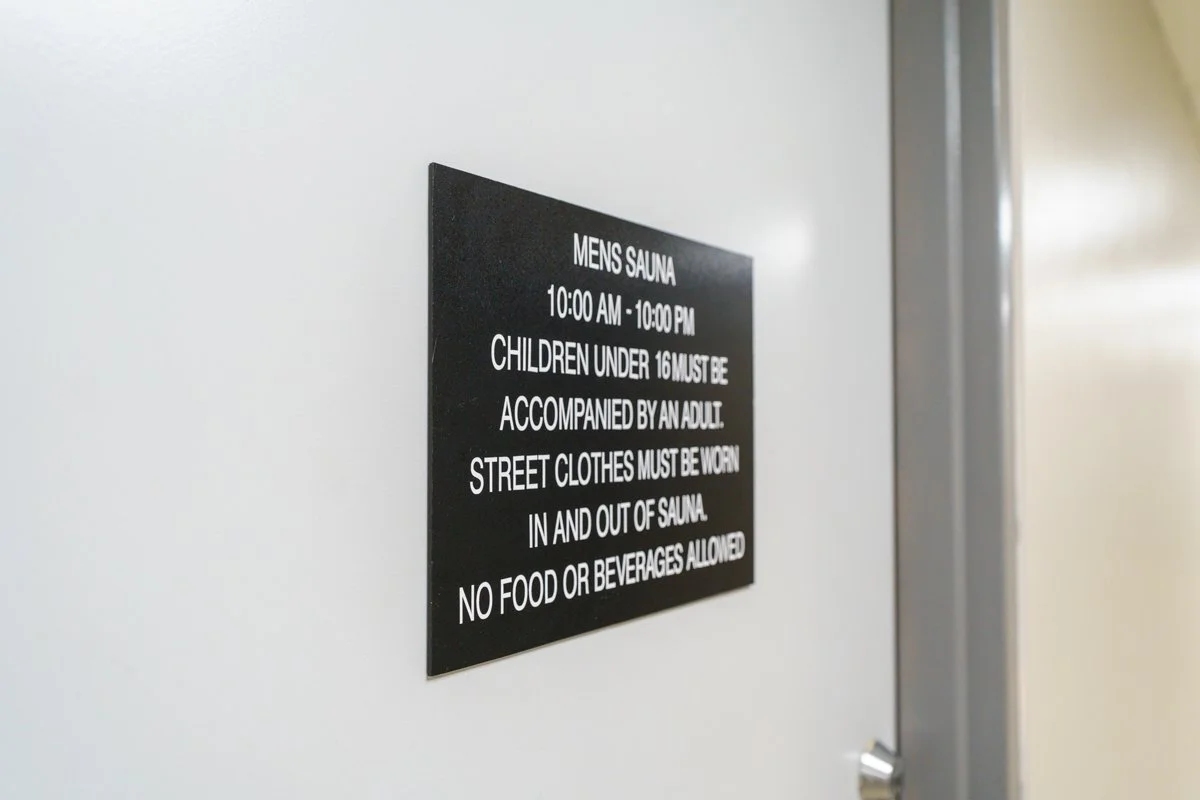 MENS SAUNA
10:00 AM - 10:00 PM
CHILDREN UNDER 16 MUST BE
ACCOMPANIED BY AN ADULT.
STREET CLOTHES MUST BE WORN
IN AND OUT OF SAUNA.
NO FOOD OR BEVERAGES ALLOWED